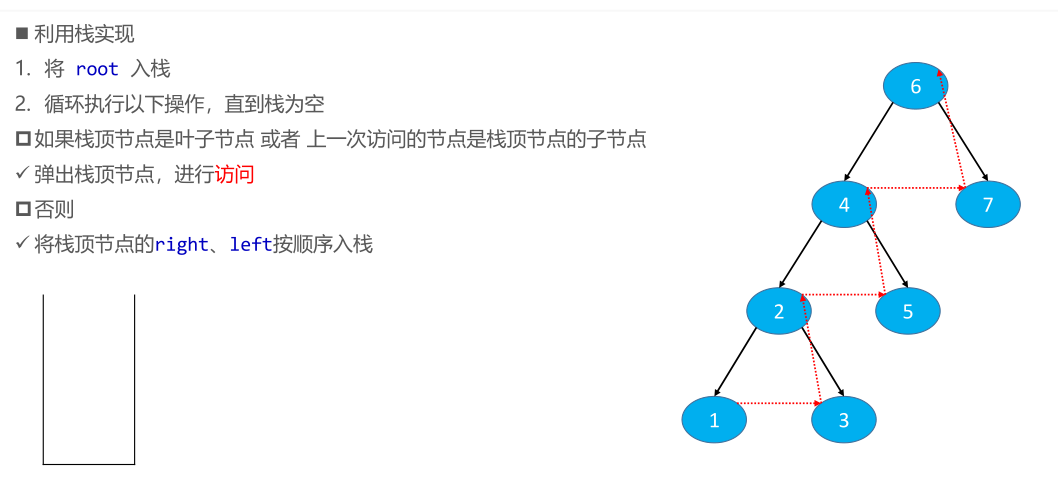 ■ 利用栈实现
1. 将 root 入栈
2. 循环执行以下操作，直到栈为空
如果栈顶节点是叶子节点 或者 上一次访问的节点是栈顶节点的子节点
✓ 弹出栈顶节点，进行访问
否则
✓ 将栈顶节点的right、left按顺序入栈
6
4
7
2
5
1
3